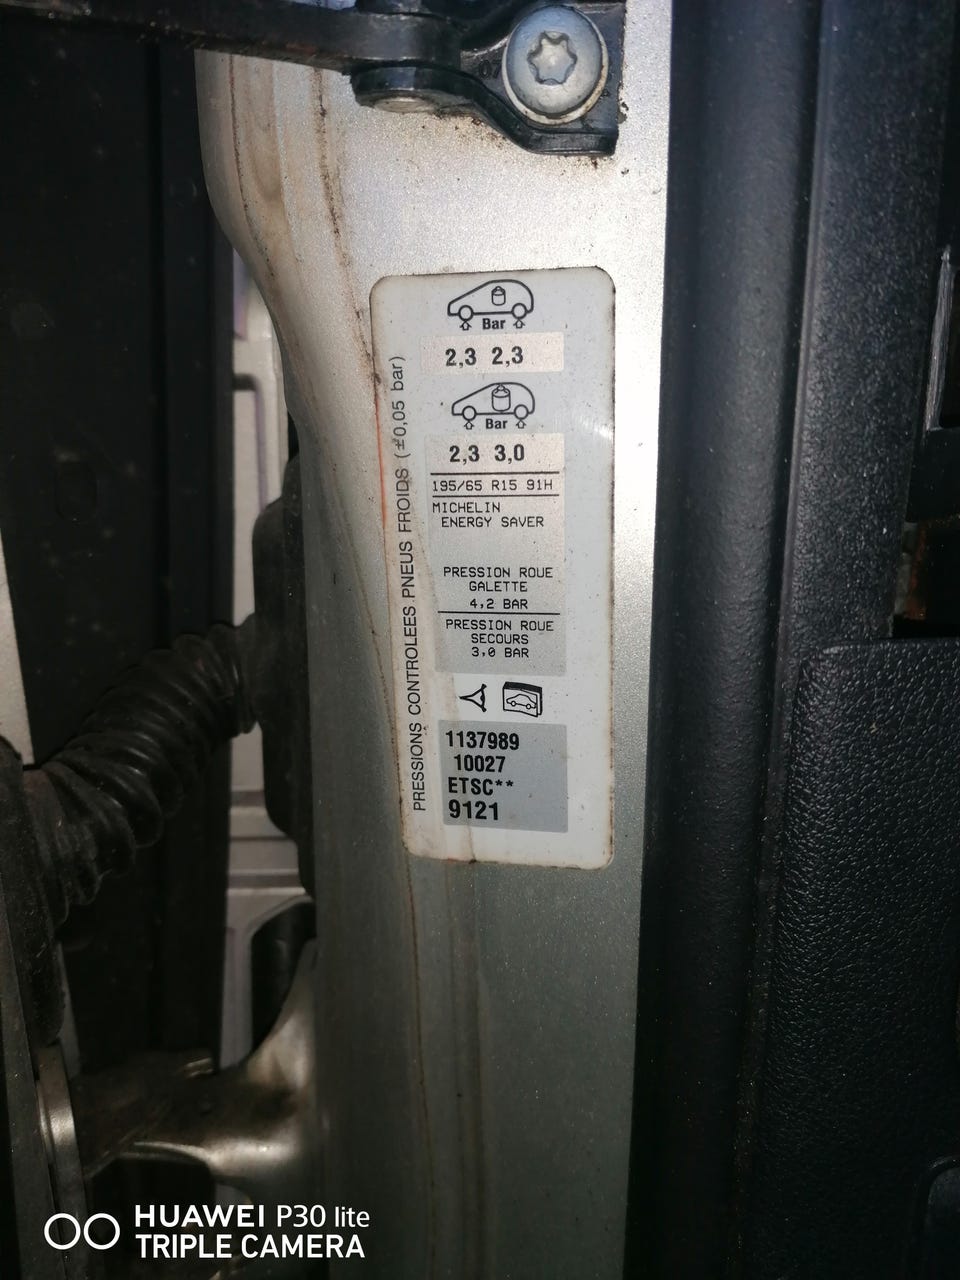 Bar
2,3 2,3
Bar
2,3 3,0
195/65 R15 91H
MICHELIN
ENERGY SAVER
PRESSION ROUE
GALETTE
4,2 BAR
PRESSION ROUE
SECOURS
3,0 BAR
1137989
10027
ETSC**
9121
PRESSIONS CONTROLEES PNEUS FROIDS (±0,05 bar)
HUAWEI P30 lite
TRIPLE CAMERA